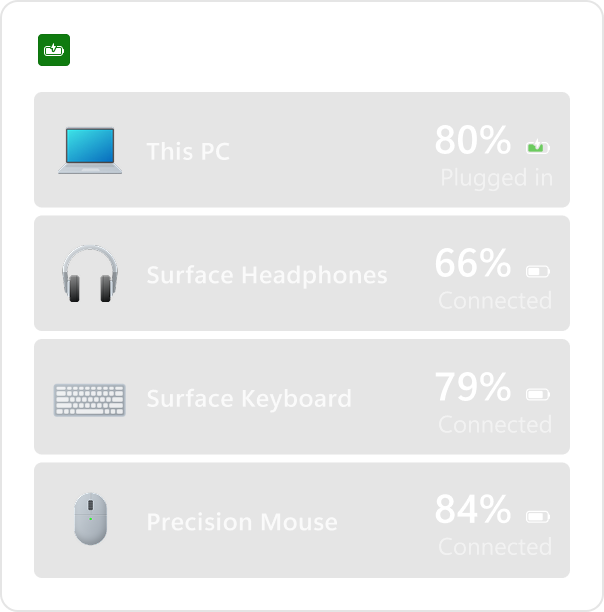 This PC
80%
Plugged in
Surface Headphones
66%
Connected
Surface Keyboard
79%
Connected
Precision Mouse
84%
Connected